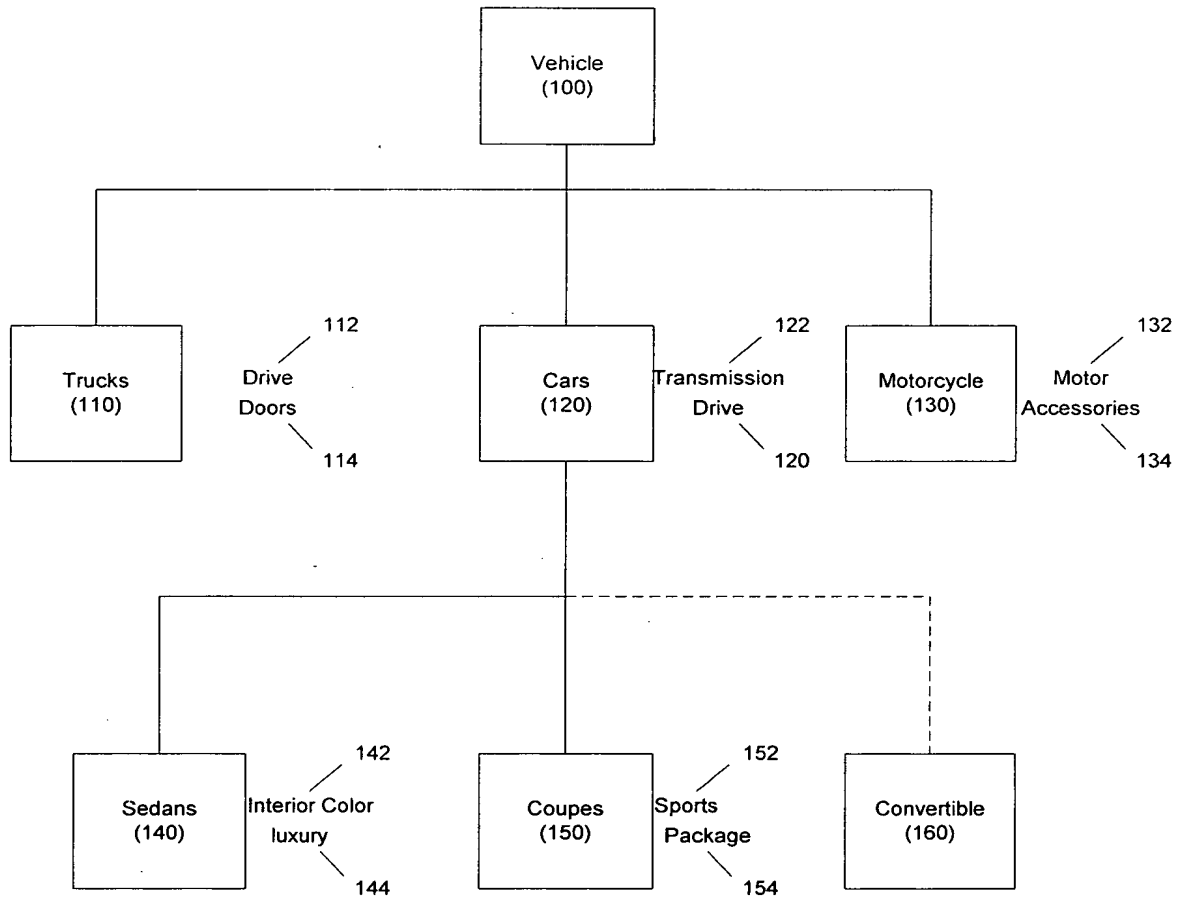 Vehicle
(100)
112
122
132
Trucks
(110)
Drive
Doors
Cars
(120)
Transmission
Drive
Motorcycle
(130)
Motor
Accessories
114
120
134
142
152
Sedans
(140)
Interior Color
luxury
Coupes
(150)
Sports
Package
Convertible
(160)
144
154